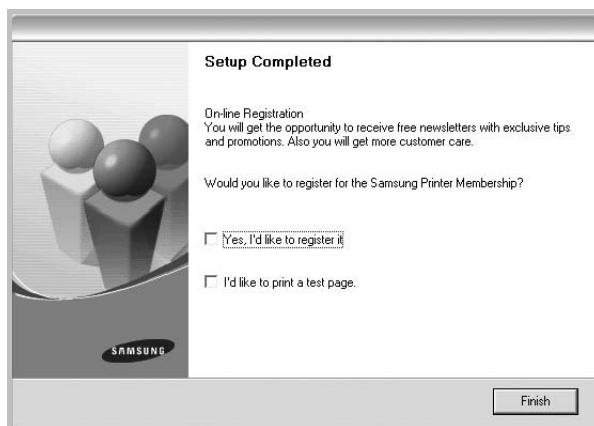 Setup Completed
On-line Registration
You will get the opportunity to receive free newsletters with exclusive tips
and promotions. Also you will get more customer care.
Would you like to register for the Samsung Printer Membership?
Yes, I'd like to register it
I'd like to print a test page.
SAMSUNG
Finish